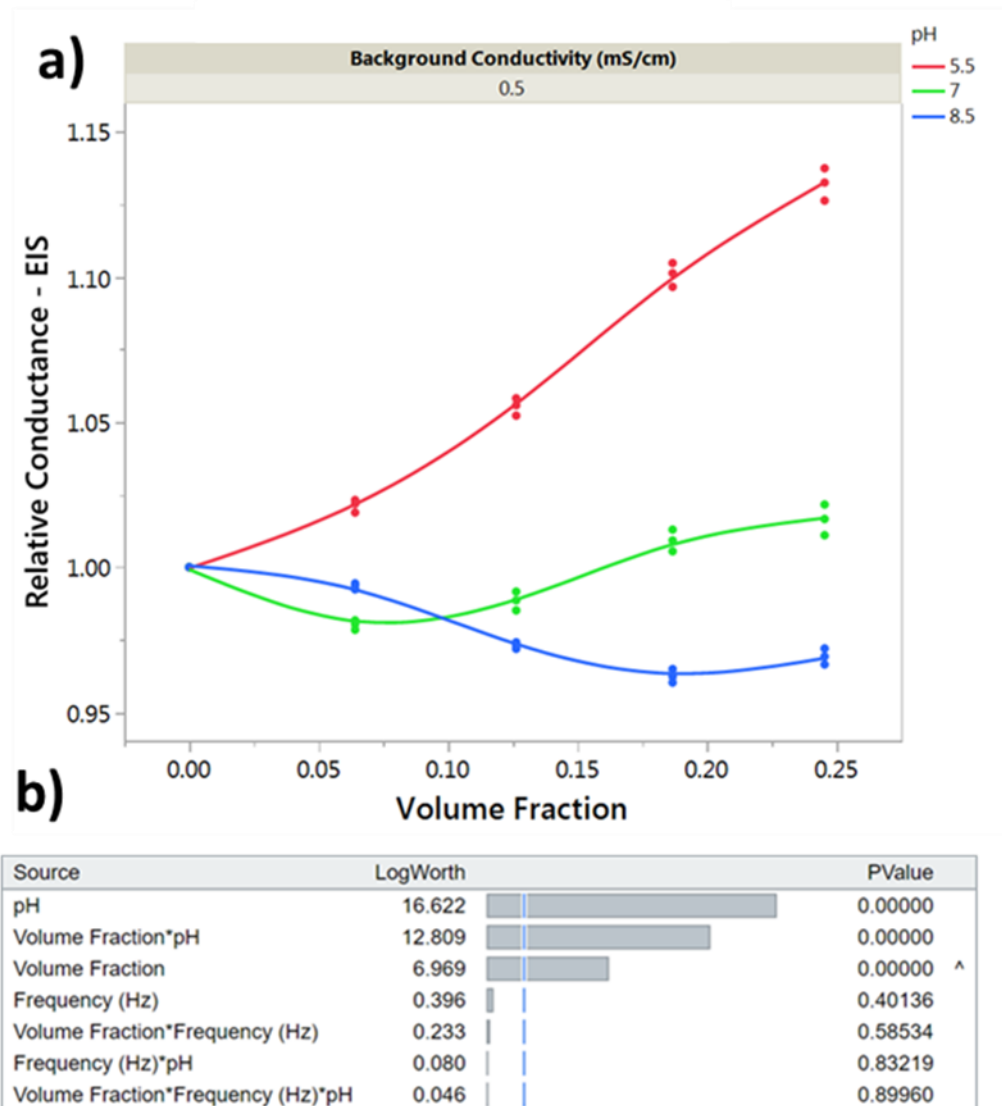 a)
Background Conductivity (mS/cm)
0.5
pH
5.5
7
8.5
Relative Conductance - EIS
1.15
1.10
1.05
1.00
0.95
0.00 0.05 0.10 0.15 0.20 0.25
Volume Fraction
b)
Source LogWorth PValue
pH 16.622 0.00000
Volume Fraction*pH 12.809 0.00000
Volume Fraction 6.969 0.00000 ^
Frequency (Hz) 0.396 0.40136
Volume Fraction*Frequency (Hz) 0.233 0.58534
Frequency (Hz)*pH 0.080 0.83219
Volume Fraction*Frequency (Hz)*pH 0.046 0.89960